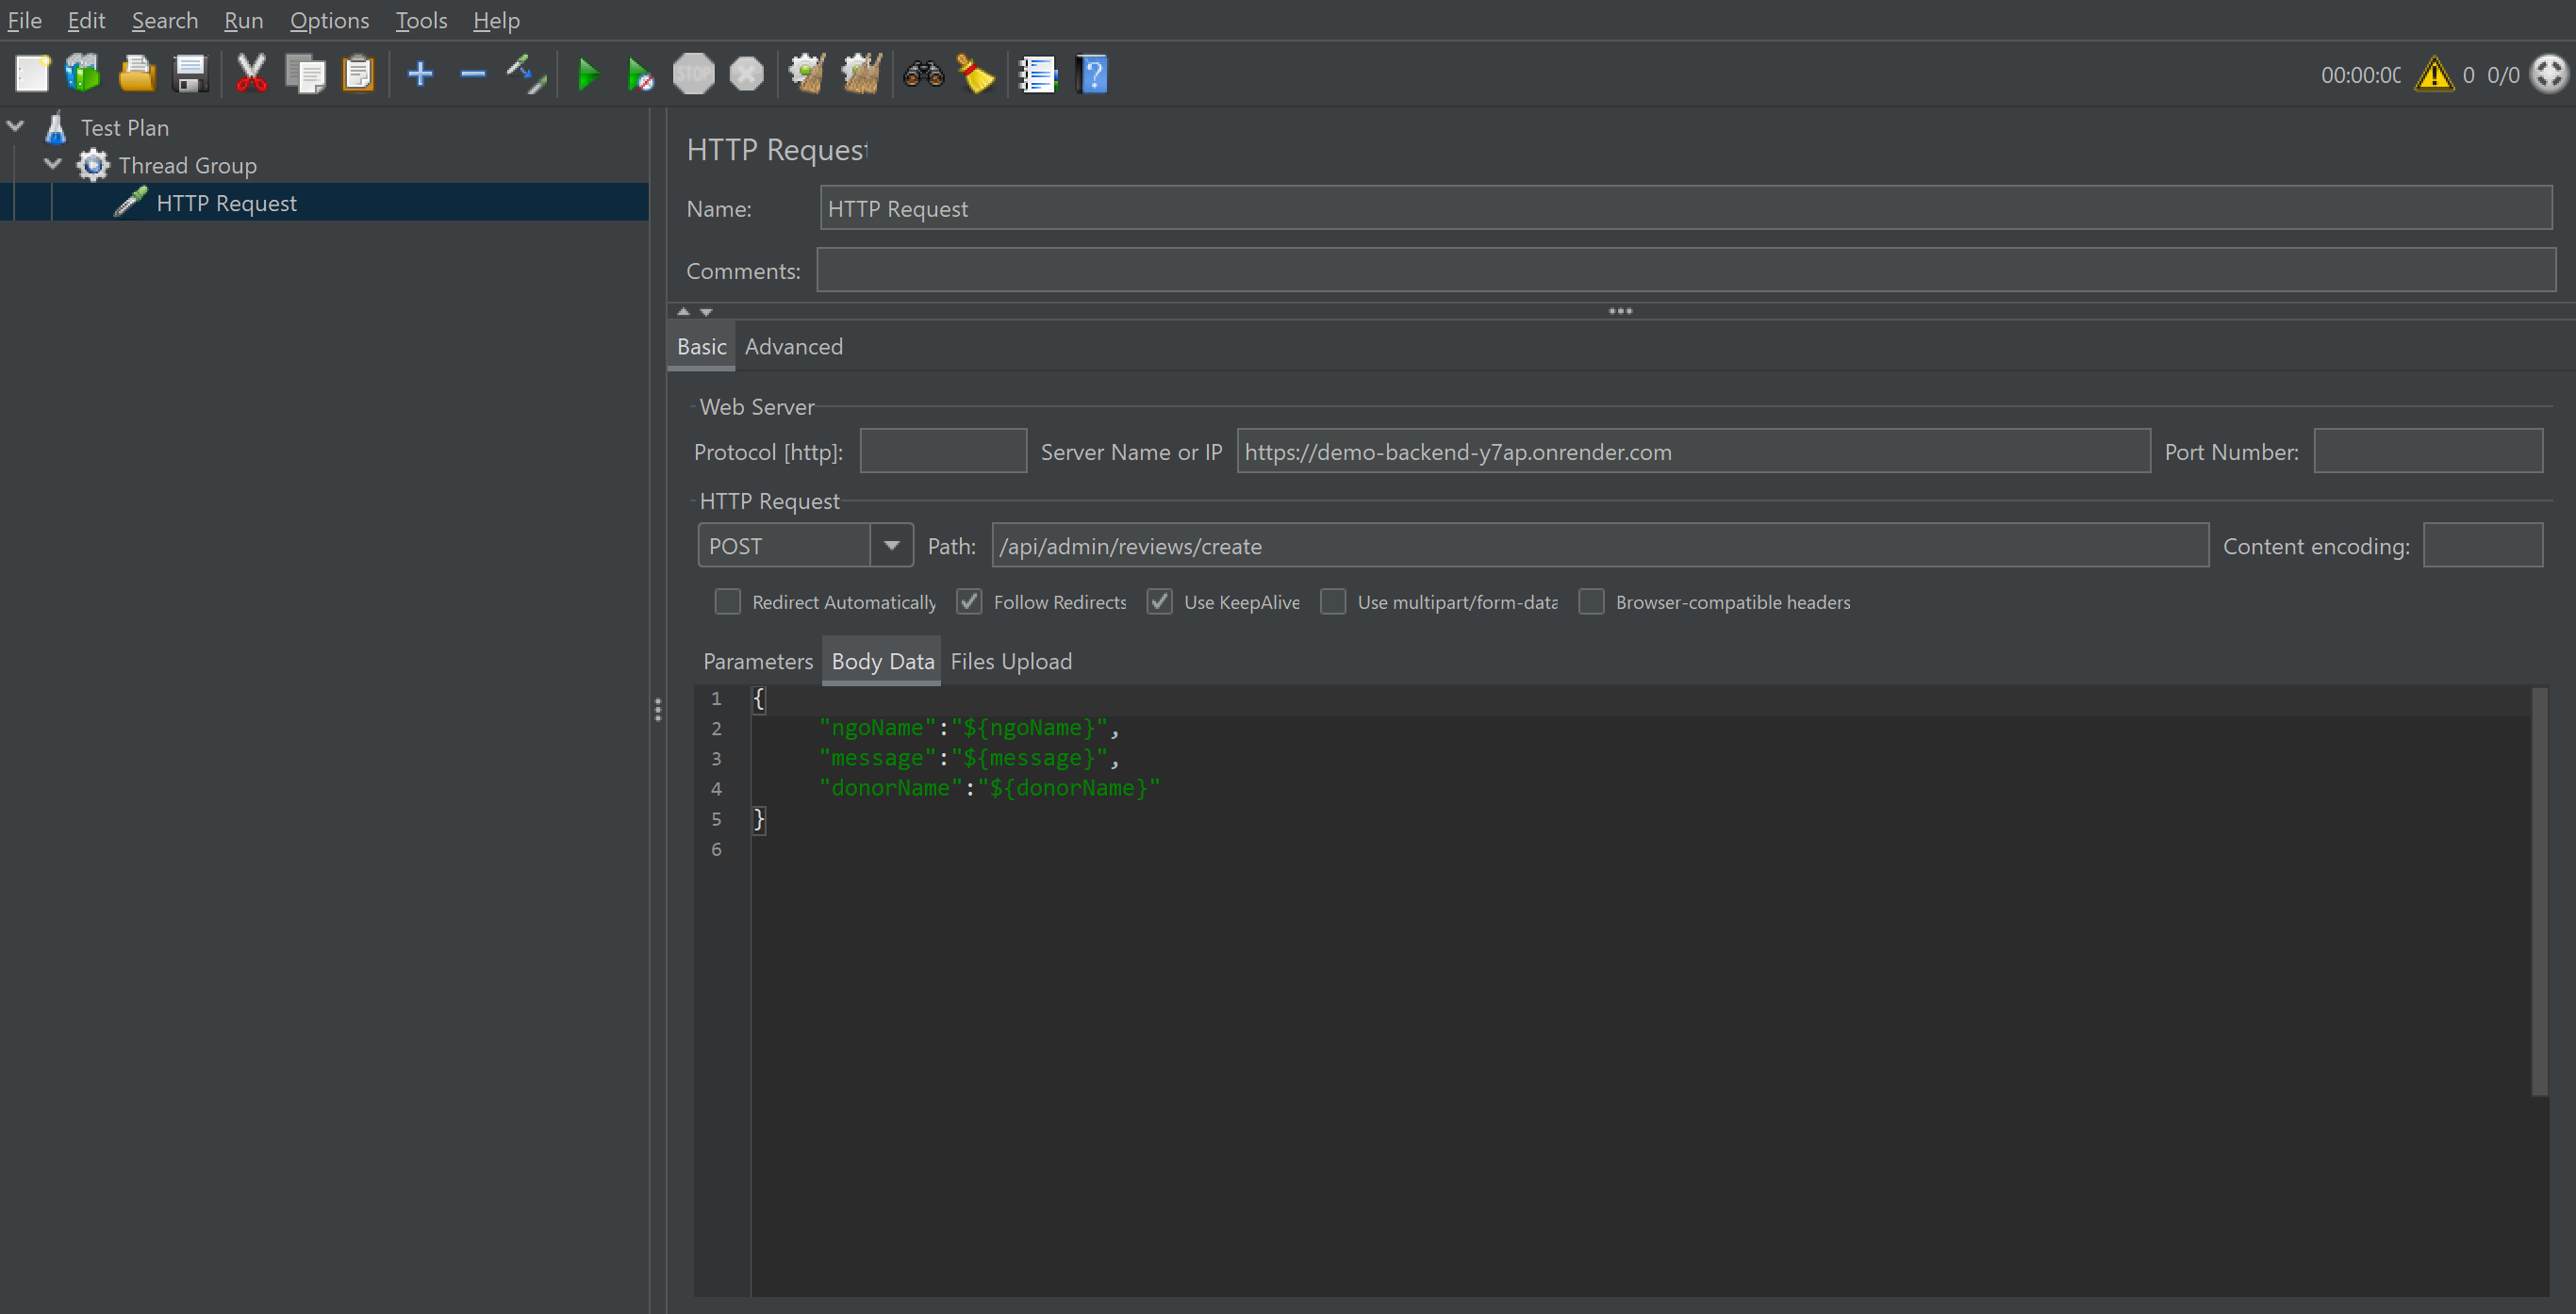 File Edit Search Run Options Tools Help
STOP
00:00:00 0 0/0
Test Plan
Thread Group
HTTP Request
HTTP Request
Name: HTTP Request
Comments:
Basic Advanced
Web Server
Protocol [http]: Server Name or IP https://demo-backend-y7ap.onrender.com Port Number:
HTTP Request
POST Path: /api/admin/reviews/create Content encoding:
Redirect Automatically Follow Redirects Use KeepAlive Use multipart/form-data Browser-compatible headers
Parameters Body Data Files Upload
1 {
2 "ngoName":"${ngoName}",
3 "message":"${message}",
4 "donorName":"${donorName}"
5 }
6